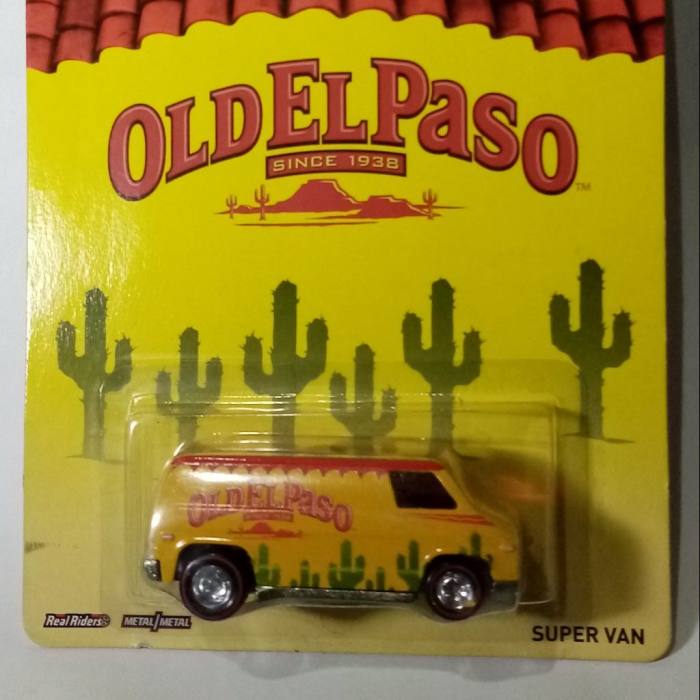 OLD EL PASO
SINCE 1938
TM
OLD EL PASO
Real Riders
METAL/METAL
SUPER VAN